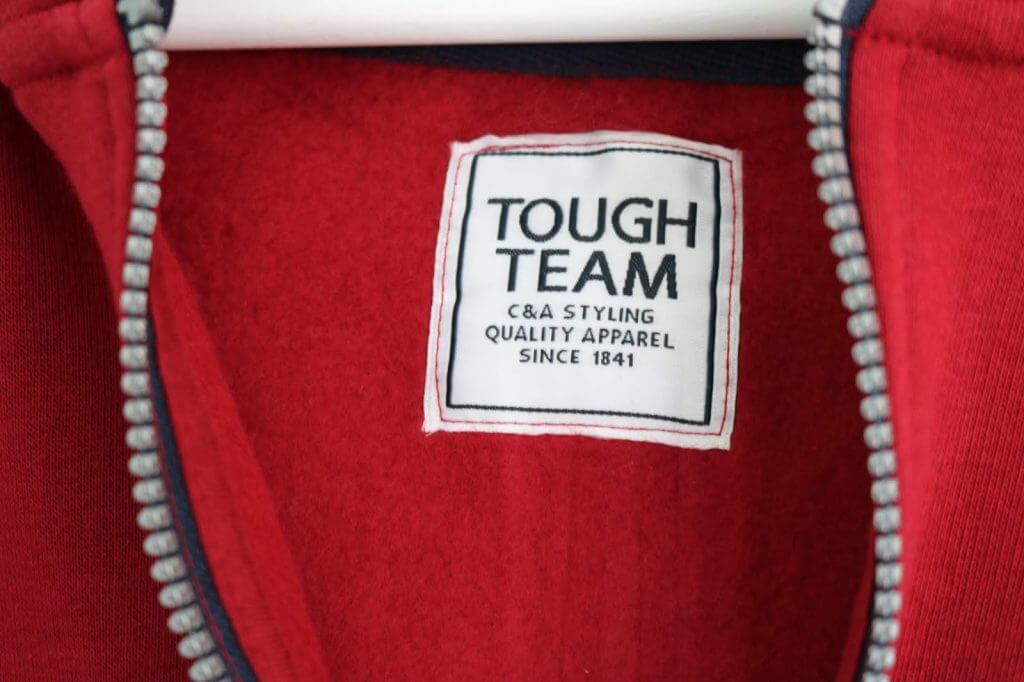 TOUGH
TEAM
C&A STYLING
QUALITY APPAREL
SINCE 1841